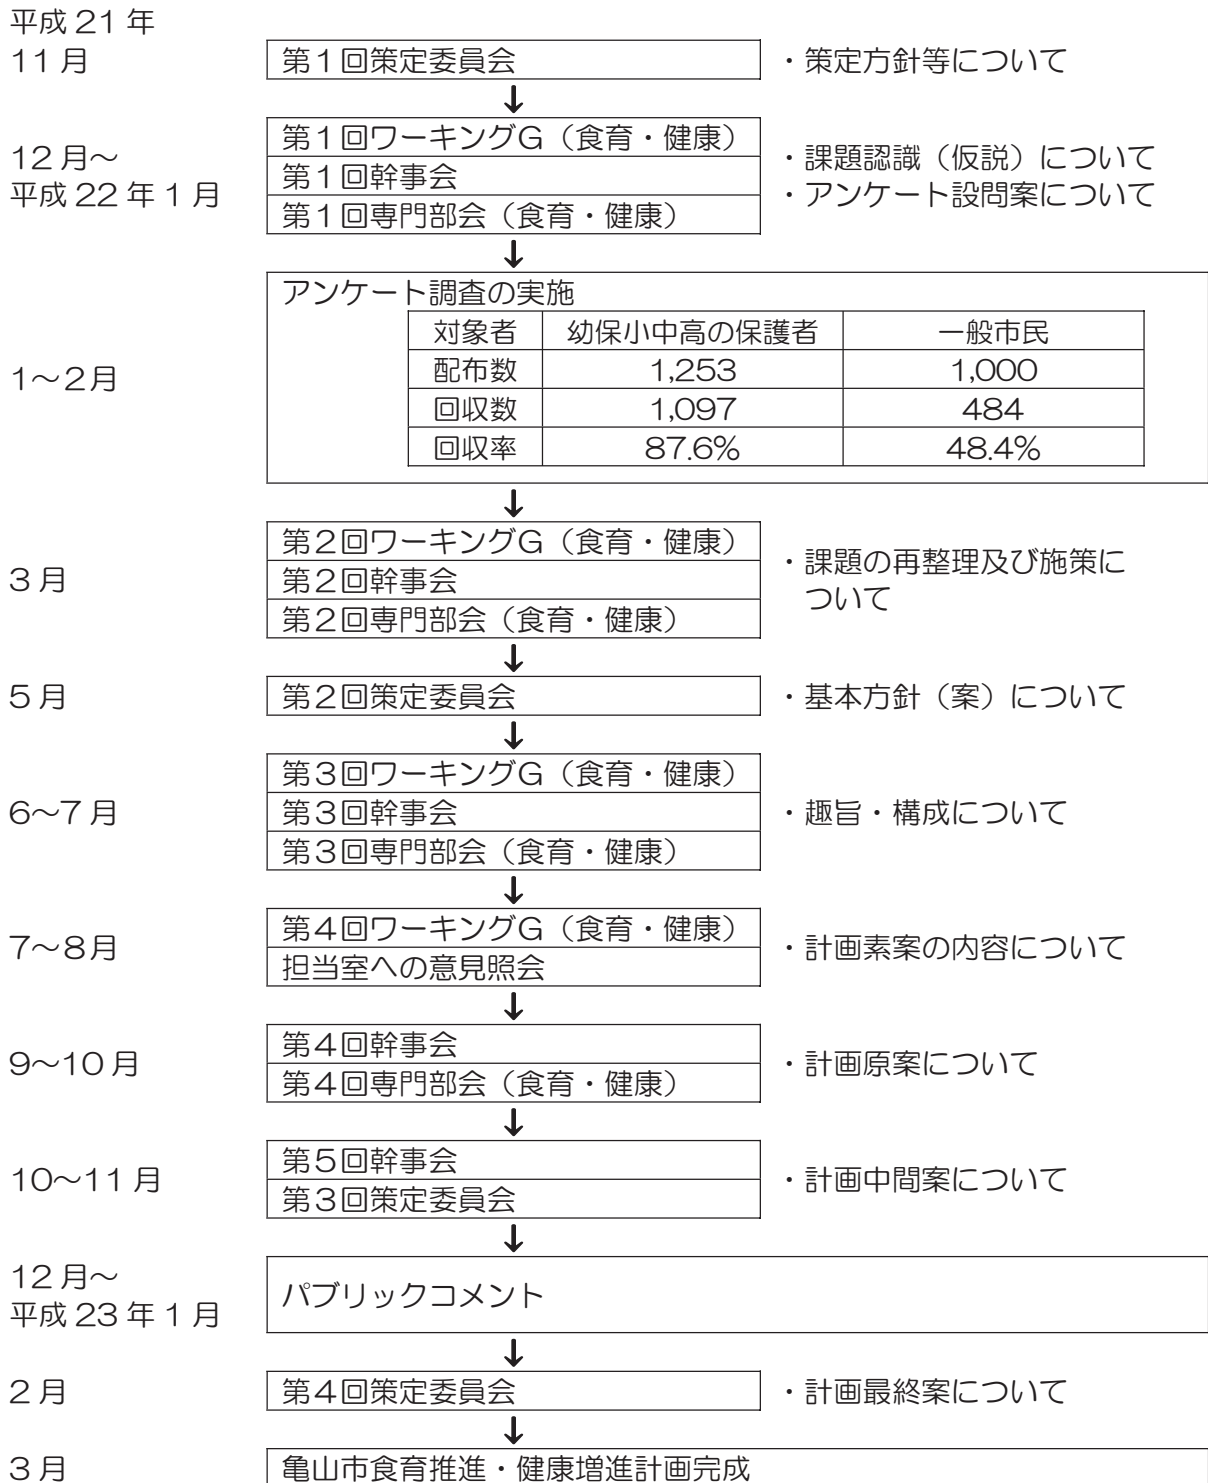 平成21年
11月 第1回策定委員会 ・策定方針等について
↓
12月～
平成22年1月
第1回ワーキングG（食育・健康）
第1回幹事会
第1回専門部会（食育・健康）
・課題認識（仮説）について
・アンケート設問案について
↓
1～2月
アンケート調査の実施
対象者 幼保小中高の保護者 一般市民
配布数 1,253 1,000
回収数 1,097 484
回収率 87.6% 48.4%
↓
3月
第2回ワーキングG（食育・健康）
第2回幹事会
第2回専門部会（食育・健康）
・課題の再整理及び施策に
ついて
↓
5月 第2回策定委員会 ・基本方針（案）について
↓
6～7月
第3回ワーキングG（食育・健康）
第3回幹事会
第3回専門部会（食育・健康）
・趣旨・構成について
↓
7～8月
第4回ワーキングG（食育・健康）
担当室への意見照会
・計画素案の内容について
↓
9～10月
第4回幹事会
第4回専門部会（食育・健康）
・計画原案について
↓
10～11月
第5回幹事会
第3回策定委員会
・計画中間案について
↓
12月～
平成23年1月
パブリックコメント
↓
2月 第4回策定委員会 ・計画最終案について
↓
3月 亀山市食育推進・健康増進計画完成